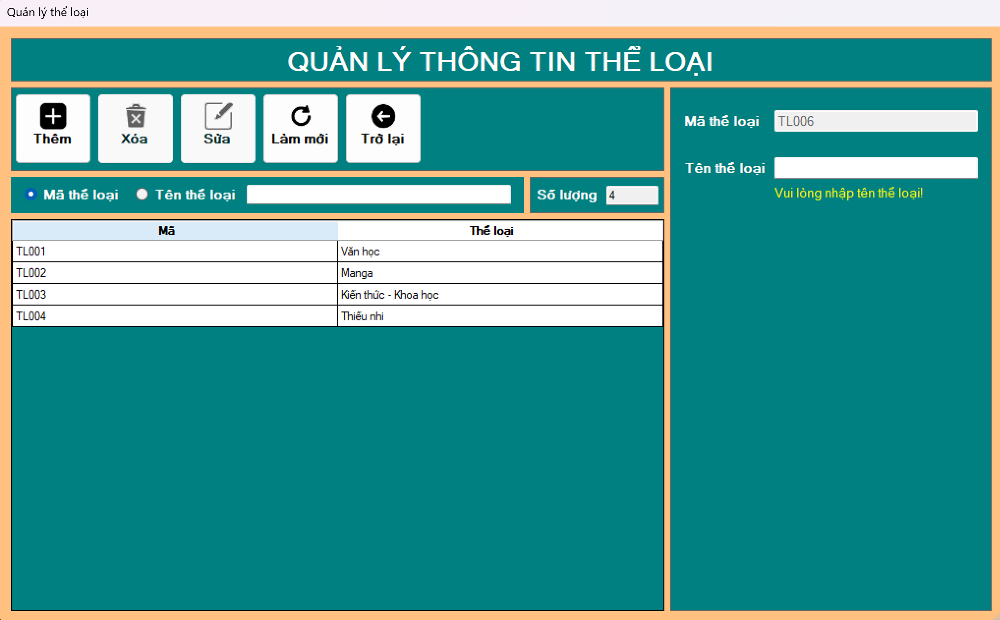 Quản lý thể loại
QUẢN LÝ THÔNG TIN THỂ LOẠI
Thêm
Xóa
Sửa
Làm mới
Trở lại
Mã thể loại
Tên thể loại
Số lượng
4
Mã
Thể loại
TL001
Văn học
TL002
Manga
TL003
Kiến thức - Khoa học
TL004
Thiếu nhi
Mã thể loại
TL006
Tên thể loại
Vui lòng nhập tên thể loại!